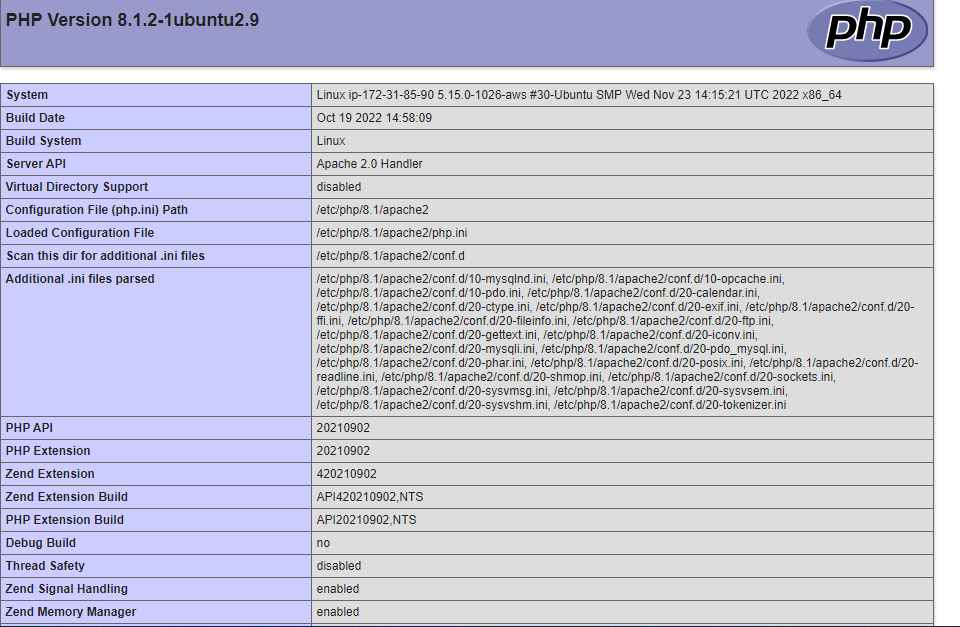 PHP Version 8.1.2-1ubuntu2.9
php
System Linux ip-172-31-85-90 5.15.0-1026-aws #30-Ubuntu SMP Wed Nov 23 14:15:21 UTC 2022 x86_64
Build Date Oct 19 2022 14:58:09
Build System Linux
Server API Apache 2.0 Handler
Virtual Directory Support disabled
Configuration File (php.ini) Path /etc/php/8.1/apache2
Loaded Configuration File /etc/php/8.1/apache2/php.ini
Scan this dir for additional .ini files /etc/php/8.1/apache2/conf.d
Additional .ini files parsed /etc/php/8.1/apache2/conf.d/10-mysqlnd.ini, /etc/php/8.1/apache2/conf.d/10-opcache.ini,
/etc/php/8.1/apache2/conf.d/10-pdo.ini, /etc/php/8.1/apache2/conf.d/20-calendar.ini,
/etc/php/8.1/apache2/conf.d/20-ctype.ini, /etc/php/8.1/apache2/conf.d/20-exif.ini, /etc/php/8.1/apache2/conf.d/20-
ffi.ini, /etc/php/8.1/apache2/conf.d/20-fileinfo.ini, /etc/php/8.1/apache2/conf.d/20-ftp.ini,
/etc/php/8.1/apache2/conf.d/20-gettext.ini, /etc/php/8.1/apache2/conf.d/20-iconv.ini,
/etc/php/8.1/apache2/conf.d/20-mysqli.ini, /etc/php/8.1/apache2/conf.d/20-pdo_mysql.ini,
/etc/php/8.1/apache2/conf.d/20-phar.ini, /etc/php/8.1/apache2/conf.d/20-posix.ini, /etc/php/8.1/apache2/conf.d/20-
readline.ini, /etc/php/8.1/apache2/conf.d/20-shmop.ini, /etc/php/8.1/apache2/conf.d/20-sockets.ini,
/etc/php/8.1/apache2/conf.d/20-sysvmsg.ini, /etc/php/8.1/apache2/conf.d/20-sysvsem.ini,
/etc/php/8.1/apache2/conf.d/20-sysvshm.ini, /etc/php/8.1/apache2/conf.d/20-tokenizer.ini
PHP API 20210902
PHP Extension 20210902
Zend Extension 420210902
Zend Extension Build API420210902,NTS
PHP Extension Build API20210902,NTS
Debug Build no
Thread Safety disabled
Zend Signal Handling enabled
Zend Memory Manager enabled